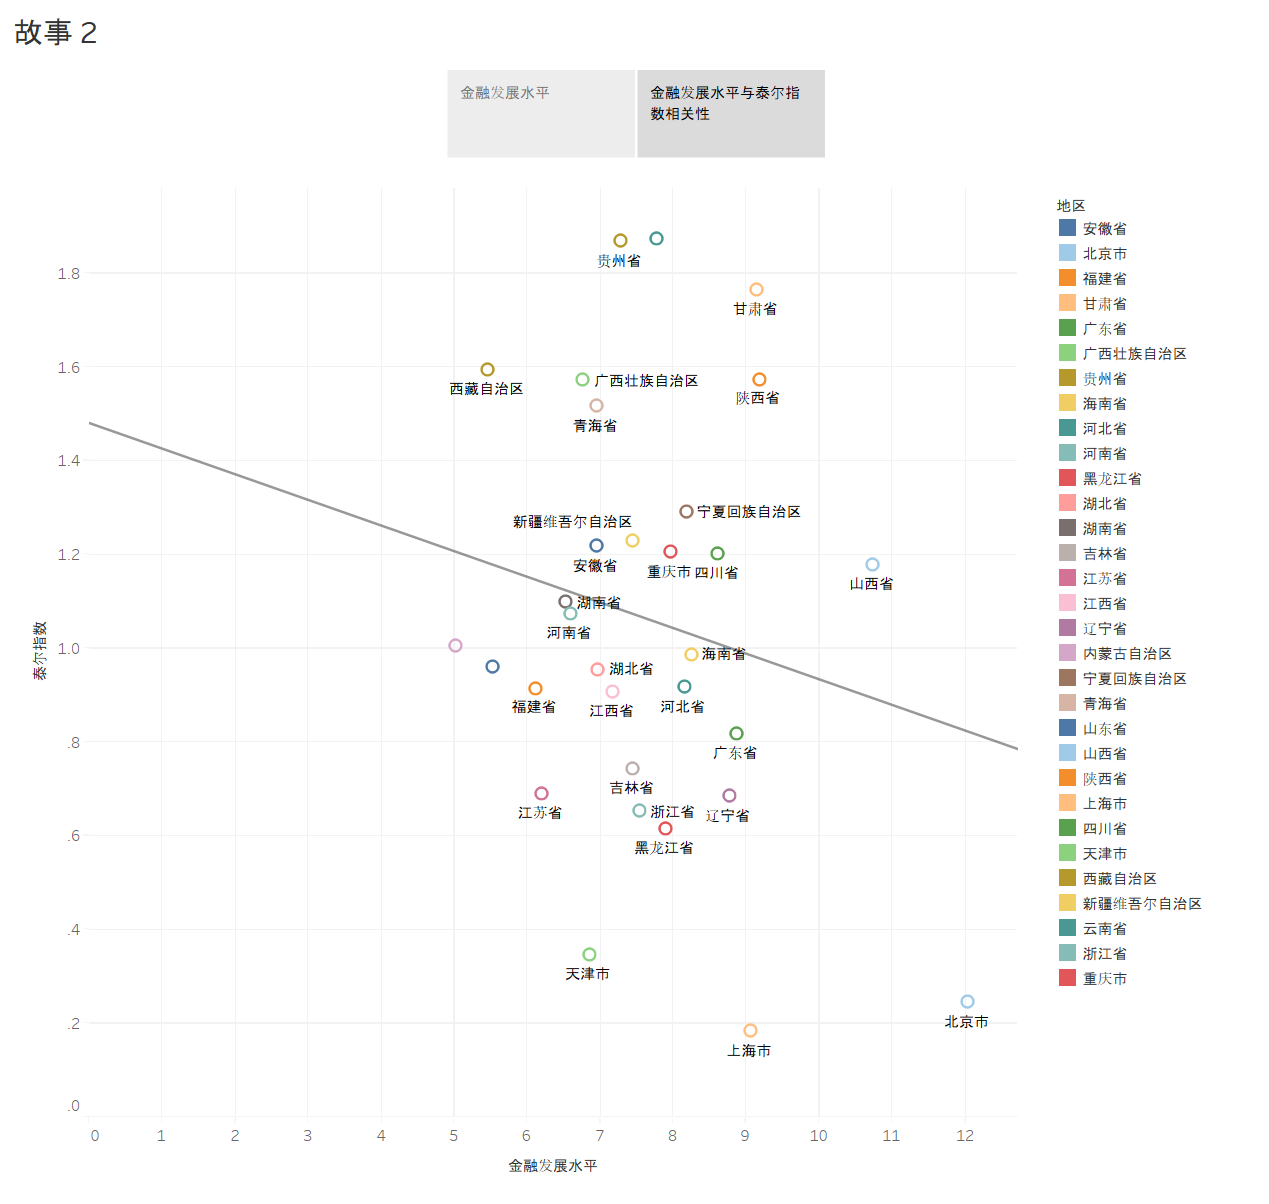 故事 2
金融发展水平
金融发展水平与泰尔指
数相关性
地区
安徽省
北京市
福建省
甘肃省
广东省
广西壮族自治区
贵州省
海南省
河北省
河南省
黑龙江省
湖北省
湖南省
吉林省
江苏省
江西省
辽宁省
内蒙古自治区
宁夏回族自治区
青海省
山东省
山西省
陕西省
上海市
四川省
天津市
西藏自治区
新疆维吾尔自治区
云南省
浙江省
重庆市
贵州省
1.8
甘肃省
1.6
西藏自治区
广西壮族自治区
陕西省
青海省
1.4
宁夏回族自治区
新疆维吾尔自治区
1.2
安徽省
重庆市
四川省
山西省
湖南省
河南省
1.0
海南省
湖北省
福建省
江西省
河北省
泰尔指数
.8
广东省
吉林省
江苏省
浙江省
辽宁省
.6
黑龙江省
.4
天津市
.2
北京市
上海市
.0
0 1 2 3 4 5 6 7 8 9 10 11 12
金融发展水平